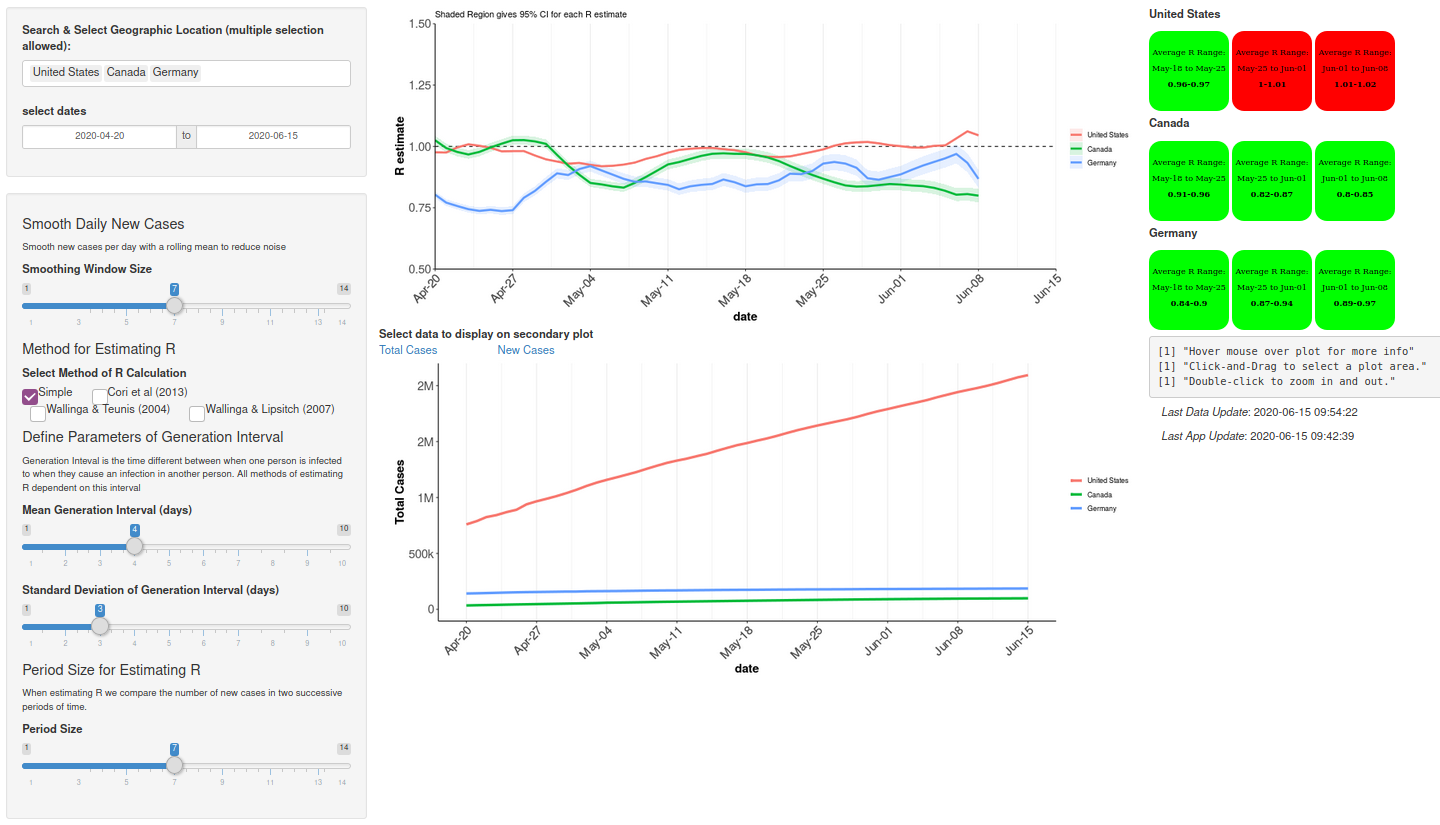 Search & Select Geographic Location (multiple selection
allowed):
United States Canada Germany
select dates
2020-04-20 to 2020-06-15
Smooth Daily New Cases
Smooth new cases per day with a rolling mean to reduce noise
Smoothing Window Size
1 7 14
1 3 5 7 9 11 13 14
Method for Estimating R
Select Method of R Calculation
Simple Cori et al (2013)
Wallinga & Teunis (2004) Wallinga & Lipsitch (2007)
Define Parameters of Generation Interval
Generation Inteval is the time different between when one person is infected
to when they cause an infection in another person. All methods of estimating
R dependent on this interval
Mean Generation Interval (days)
1 4 10
1 2 3 4 5 6 7 8 9 10
Standard Deviation of Generation Interval (days)
1 3 10
1 2 3 4 5 6 7 8 9 10
Period Size for Estimating R
When estimating R we compare the number of new cases in two successive
periods of time.
Period Size
1 7 14
1 3 5 7 9 11 13 14
Shaded Region gives 95% CI for each R estimate
1.50
1.25
1.00
0.75
0.50
R estimate
Apr-20 Apr-27 May-04 May-11 May-18 May-25 Jun-01 Jun-08 Jun-15
date
United States
Canada
Germany
Select data to display on secondary plot
Total Cases New Cases
2M
2M
1M
500k
0
Total Cases
Apr-20 Apr-27 May-04 May-11 May-18 May-25 Jun-01 Jun-08 Jun-15
date
United States
Canada
Germany
United States
Average R Range: Average R Range: Average R Range:
May-18 to May-25 May-25 to Jun-01 Jun-01 to Jun-08
0.96-0.97 1-1.01 1.01-1.02
Canada
Average R Range: Average R Range: Average R Range:
May-18 to May-25 May-25 to Jun-01 Jun-01 to Jun-08
0.91-0.96 0.82-0.87 0.8-0.85
Germany
Average R Range: Average R Range: Average R Range:
May-18 to May-25 May-25 to Jun-01 Jun-01 to Jun-08
0.84-0.9 0.87-0.94 0.89-0.97
[1] "Hover mouse over plot for more info"
[1] "Click-and-Drag to select a plot area."
[1] "Double-click to zoom in and out."
Last Data Update: 2020-06-15 09:54:22
Last App Update: 2020-06-15 09:42:39